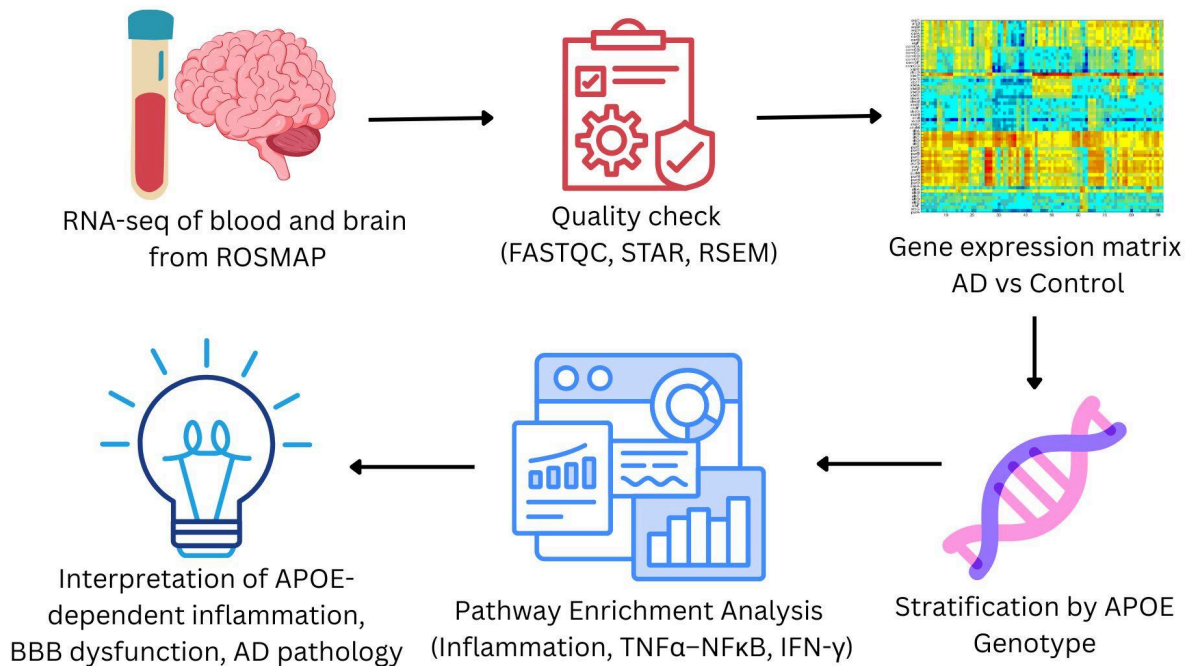 RNA-seq of blood and brain
from ROSMAP
Quality check
(FASTQC, STAR, RSEM)
Gene expression matrix
AD vs Control
Stratification by APOE
Genotype
Pathway Enrichment Analysis
(Inflammation, TNFα–NFκB, IFN-γ)
Interpretation of APOE-
dependent inflammation,
BBB dysfunction, AD pathology